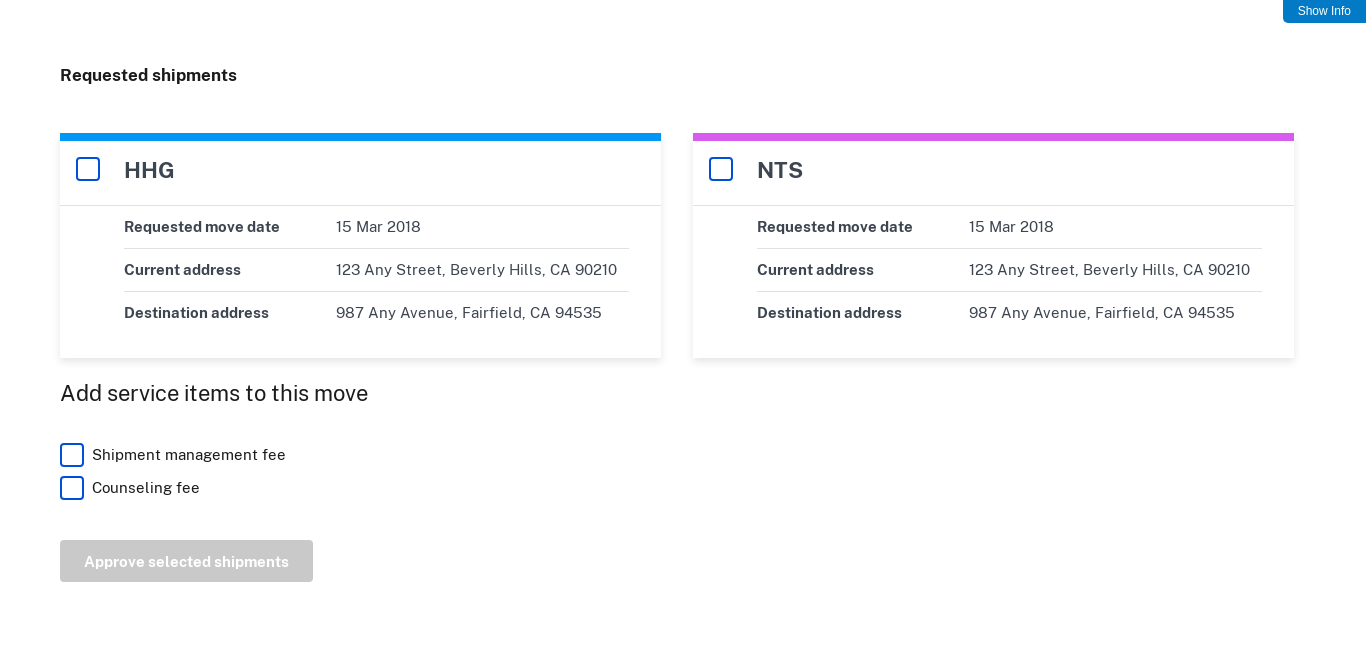 Show Info
Requested shipments
HHG
Requested move date 15 Mar 2018
Current address 123 Any Street, Beverly Hills, CA 90210
Destination address 987 Any Avenue, Fairfield, CA 94535
NTS
Requested move date 15 Mar 2018
Current address 123 Any Street, Beverly Hills, CA 90210
Destination address 987 Any Avenue, Fairfield, CA 94535
Add service items to this move
Shipment management fee
Counseling fee
Approve selected shipments